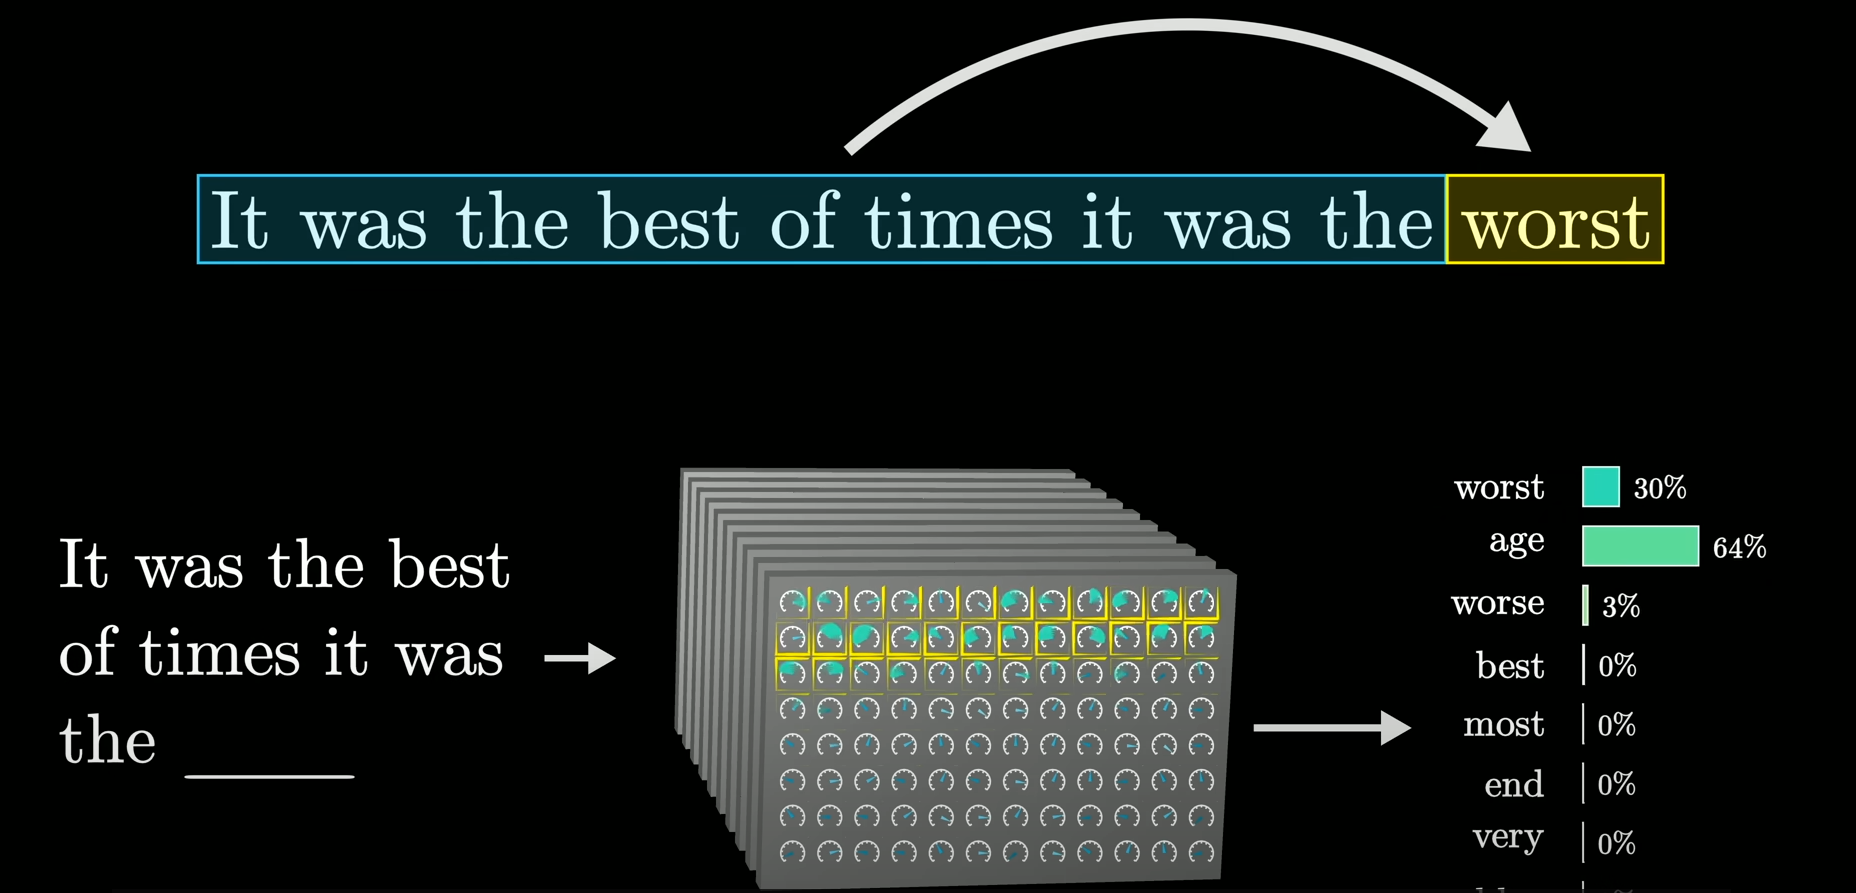 It was the best of times it was the worst
It was the best
of times it was
the
worst 30%
age 64%
worse 3%
best 0%
most 0%
end 0%
very 0%